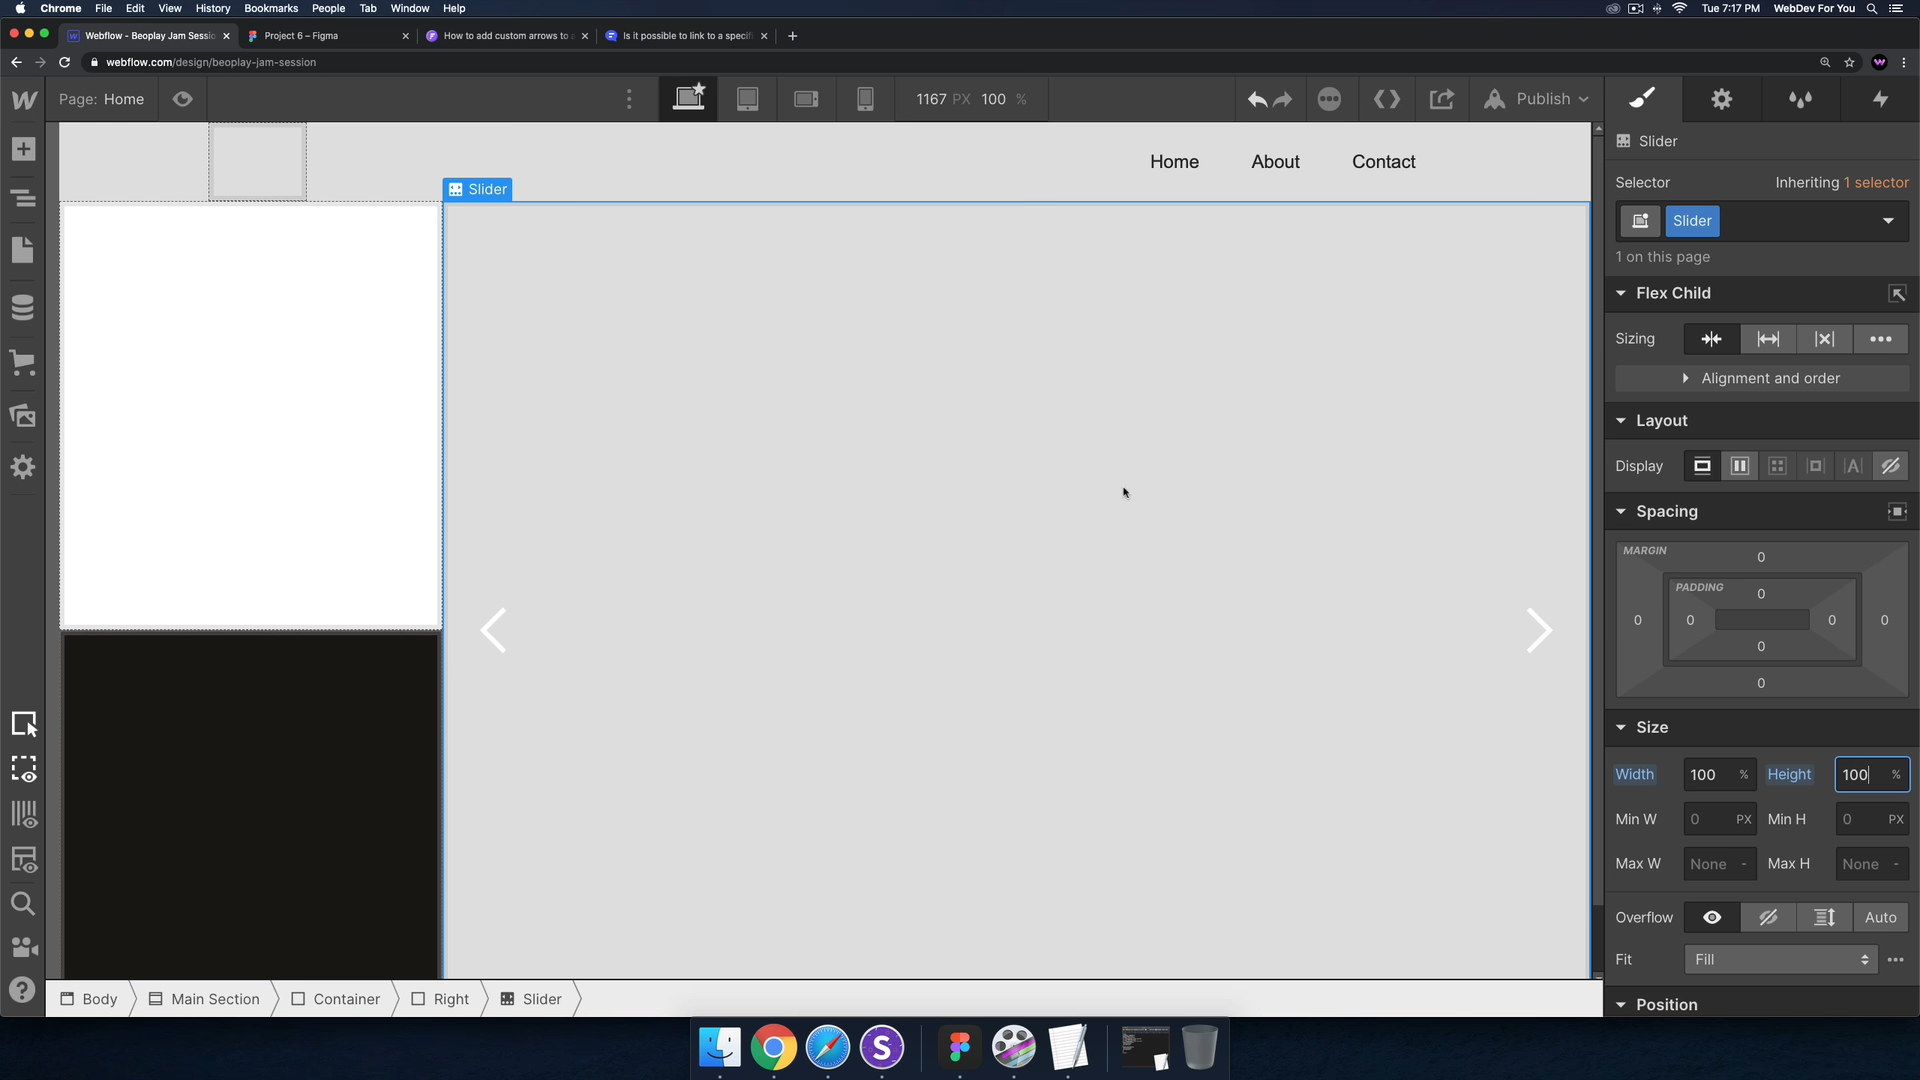 Chrome File Edit View History Bookmarks People Tab Window Help
Tue 7:17 PM WebDev For You
Webflow - Beoplay Jam Sessio
Project 6 – Figma
How to add custom arrows to a
Is it possible to link to a specifi
webflow.com/design/beoplay-jam-session
Page: Home
1167 PX 100 %
Publish
Home About Contact
Slider
Slider
Selector
Inheriting 1 selector
Slider
1 on this page
Flex Child
Sizing
Alignment and order
Layout
Display
Spacing
MARGIN
0
PADDING
0
0 0 0 0
0
0
Size
Width 100 % Height 100 %
Min W 0 PX Min H 0 PX
Max W None - Max H None -
Overflow Auto
Fit Fill
Position
Body Main Section Container Right Slider